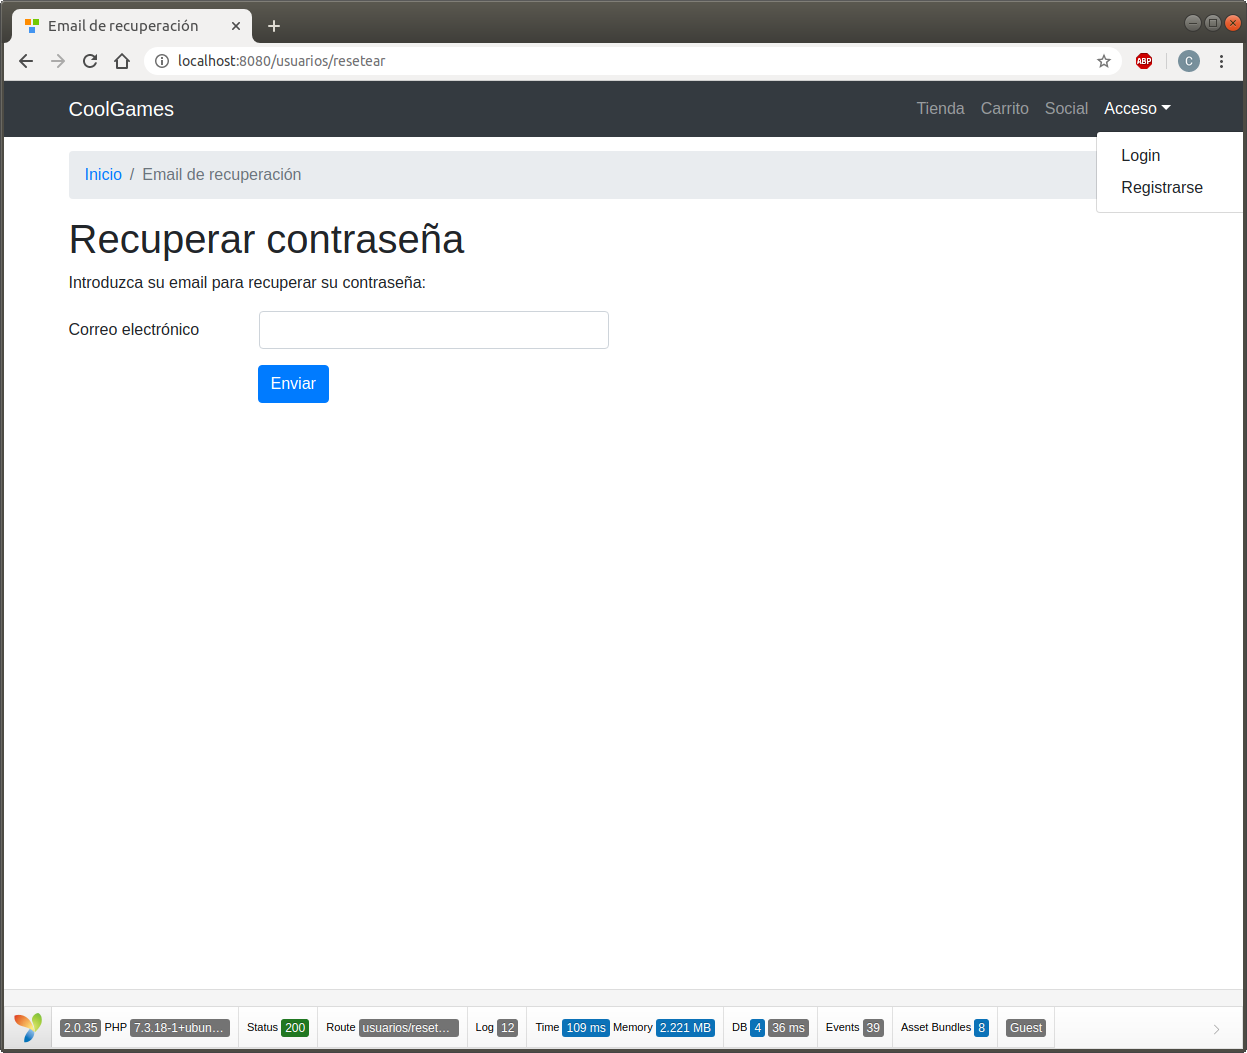 Email de recuperación
localhost:8080/usuarios/resetear
ABP
C
CoolGames
Tienda Carrito Social Acceso
Login
Registrarse
Inicio / Email de recuperación
Recuperar contraseña
Introduzca su email para recuperar su contraseña:
Correo electrónico
Enviar
2.0.35 PHP 7.3.18-1+ubun… Status 200 Route usuarios/reset… Log 12 Time 109 ms Memory 2.221 MB DB 4 36 ms Events 39 Asset Bundles 8 Guest